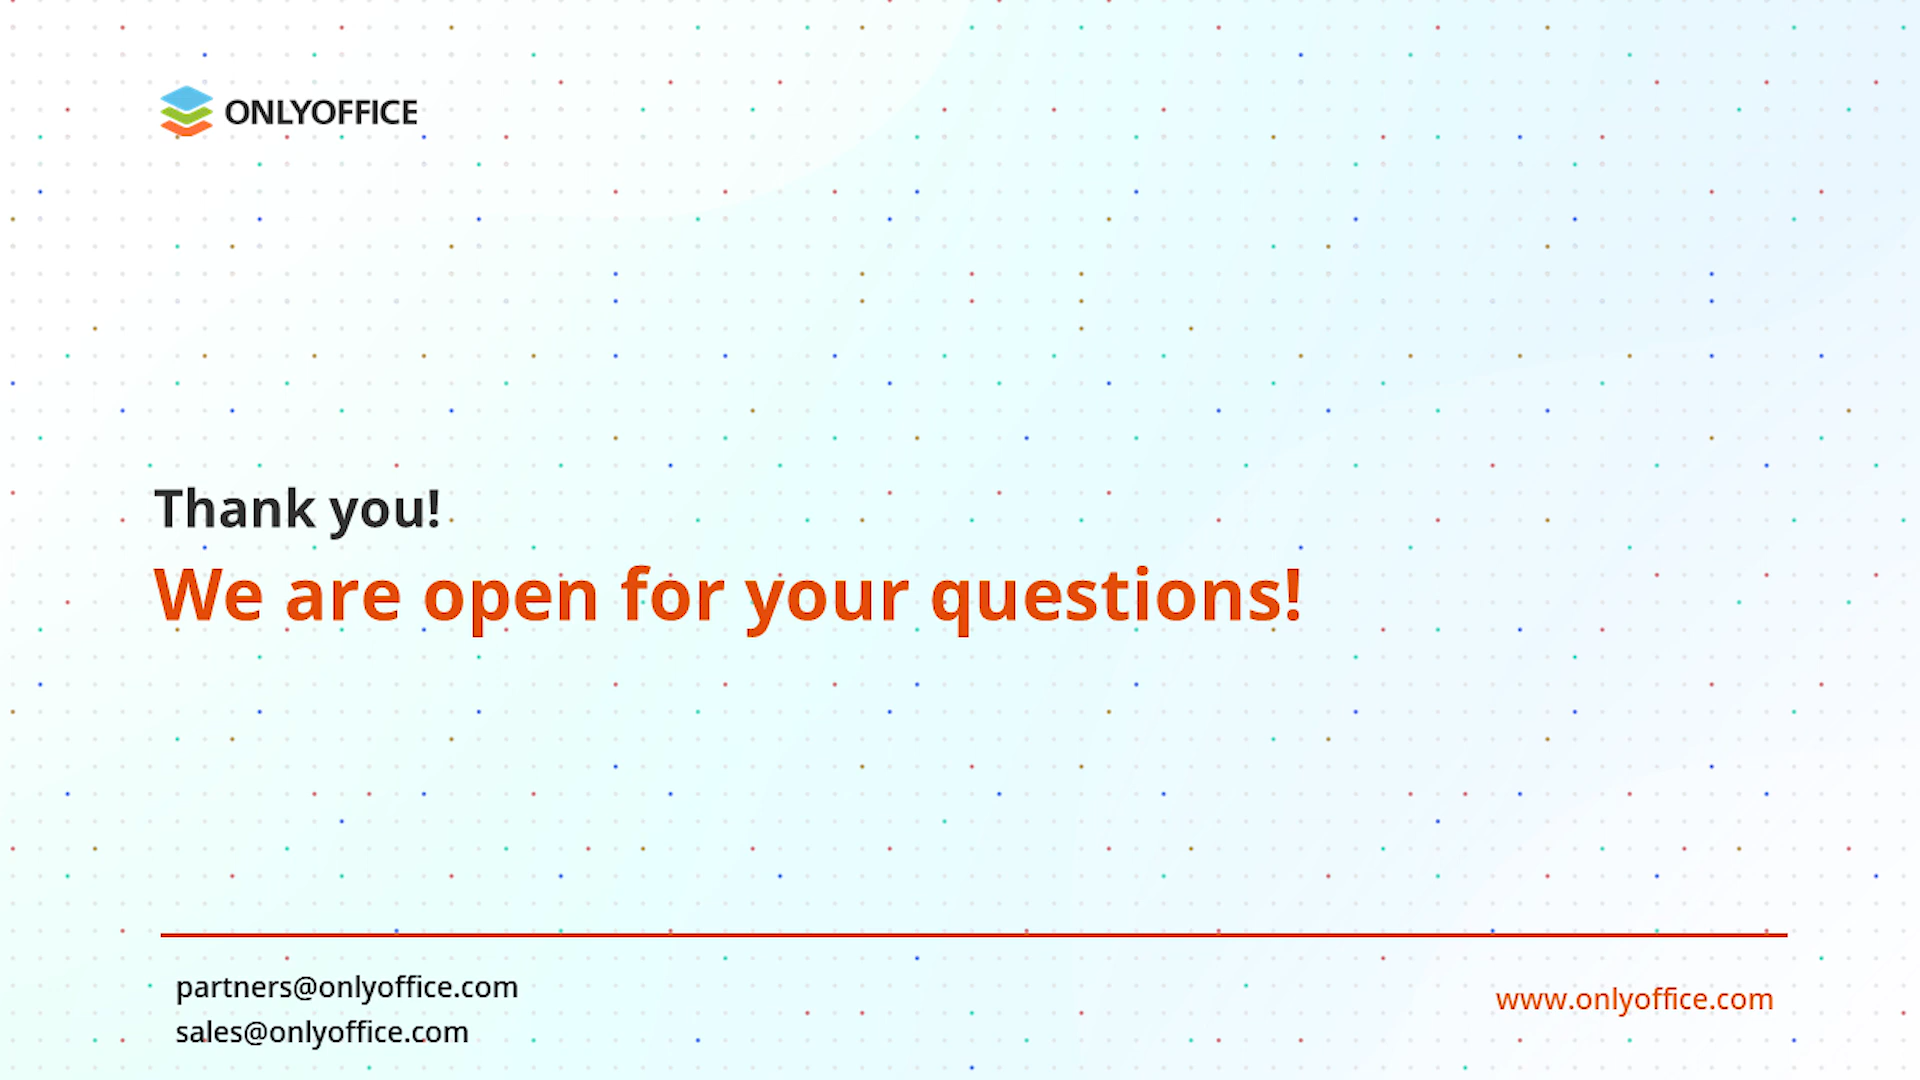 ONLYOFFICE
Thank you!
We are open for your questions!
partners@onlyoffice.com
sales@onlyoffice.com
www.onlyoffice.com